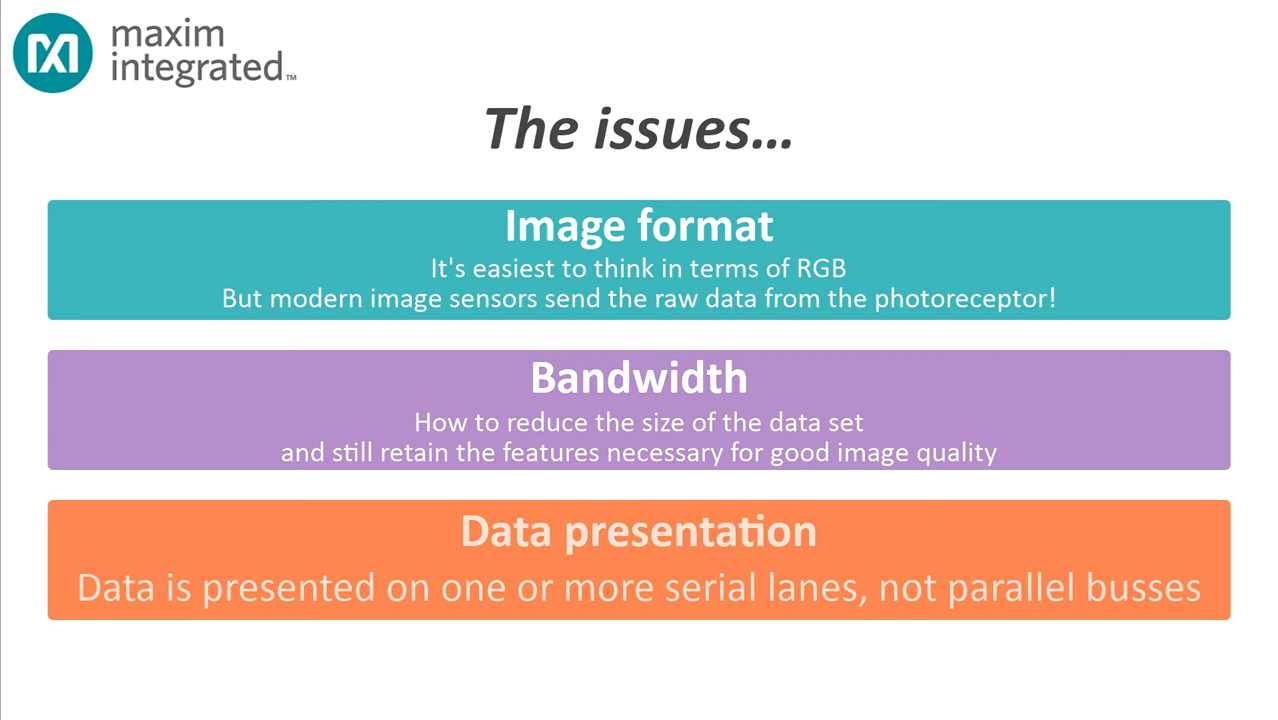 maxim
integrated™
The issues...
Image format
It's easiest to think in terms of RGB
But modern image sensors send the raw data from the photoreceptor!
Bandwidth
How to reduce the size of the data set
and still retain the features necessary for good image quality
Data presentation
Data is presented on one or more serial lanes, not parallel busses